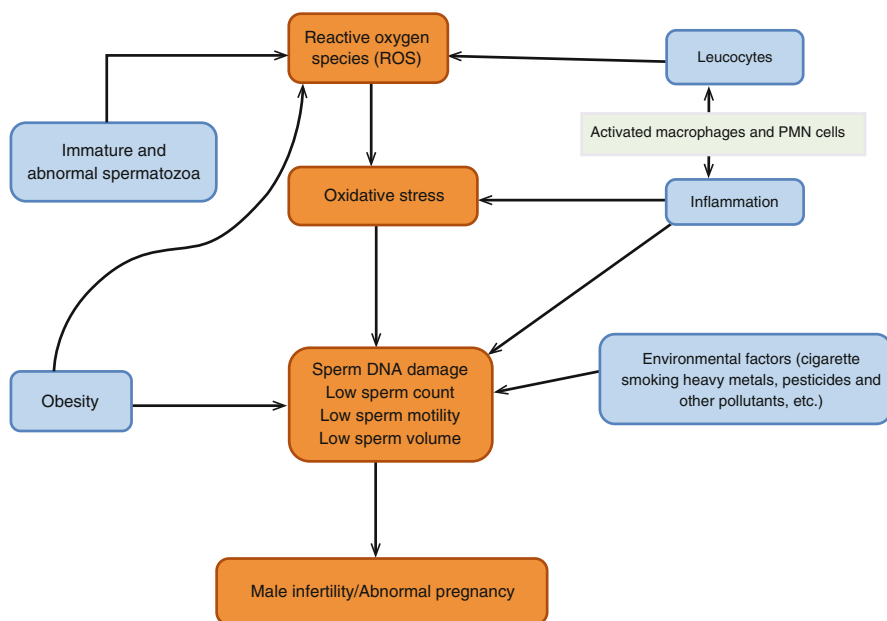 Reactive oxygen
species (ROS)
Leucocytes
Activated macrophages and PMN cells
Immature and
abnormal spermatozoa
Oxidative stress
Inflammation
Sperm DNA damage
Low sperm count
Low sperm motility
Low sperm volume
Environmental factors (cigarette
smoking heavy metals, pesticides and
other pollutants, etc.)
Obesity
Male infertility/Abnormal pregnancy